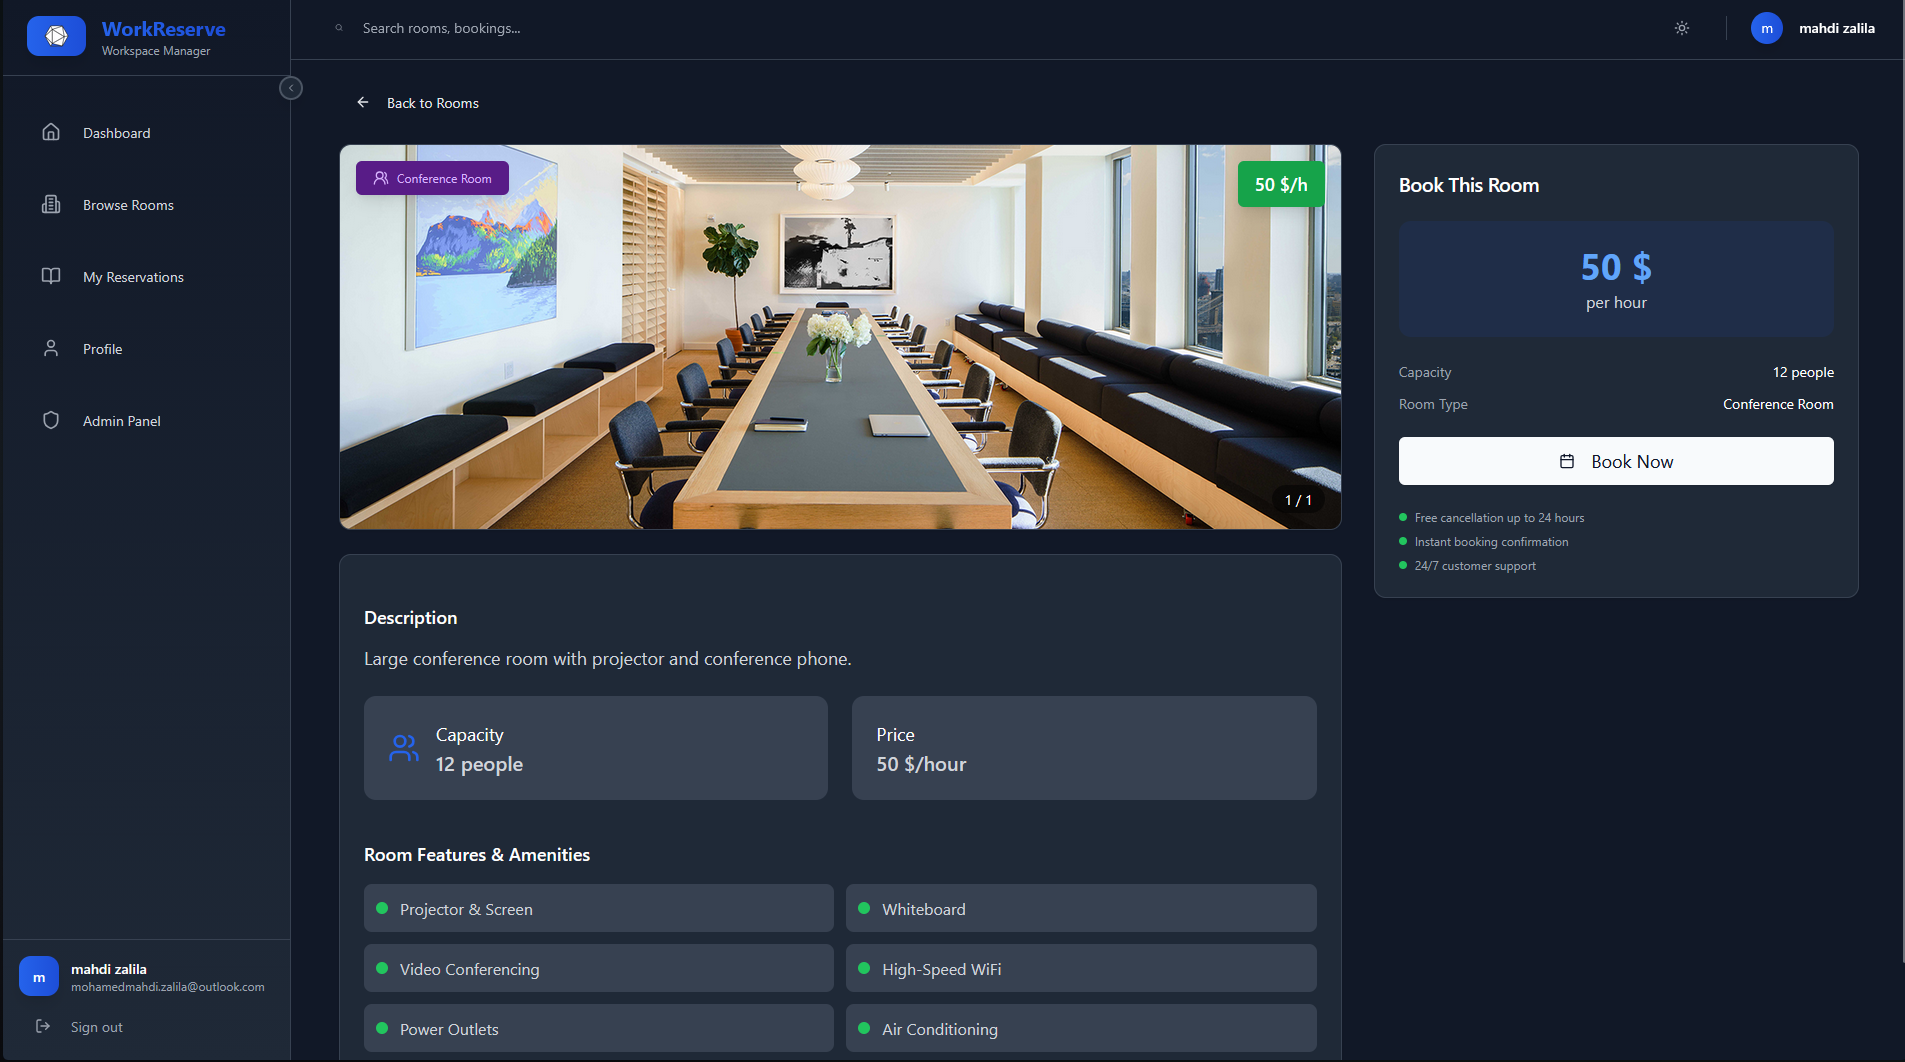 WorkReserve
Workspace Manager
Search rooms, bookings...
m
mahdi zalila
Dashboard
Browse Rooms
My Reservations
Profile
Admin Panel
mahdi zalila
m
mohamedmahdi.zalila@outlook.com
Sign out
Back to Rooms
Conference Room
50 $/h
1 / 1
Description
Large conference room with projector and conference phone.
Capacity
12 people
Price
50 $/hour
Room Features & Amenities
Projector & Screen
Whiteboard
Video Conferencing
High-Speed WiFi
Power Outlets
Air Conditioning
Book This Room
50 $
per hour
Capacity
12 people
Room Type
Conference Room
Book Now
Free cancellation up to 24 hours
Instant booking confirmation
24/7 customer support